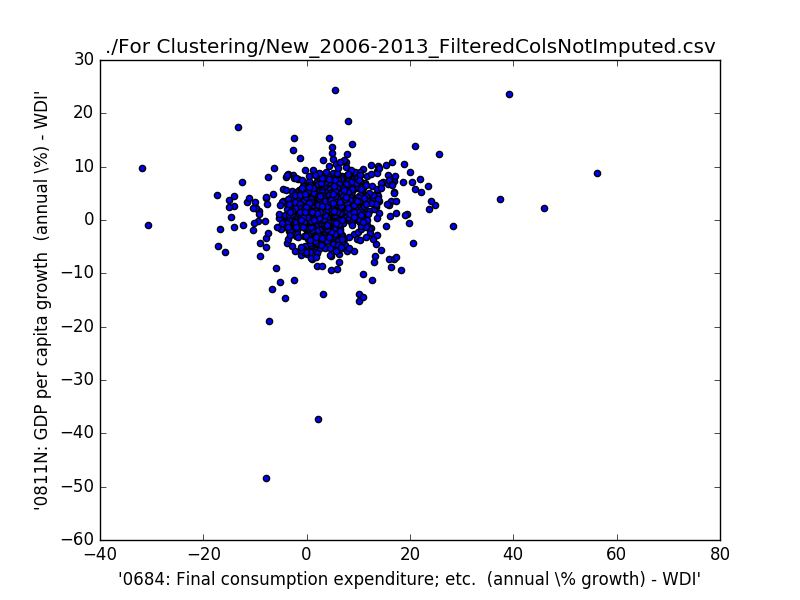 ./For Clustering/New_2006-2013_FilteredColsNotImputed.csv
'0811N: GDP per capita growth  (annual \%) - WDI'
30
20
10
0
−10
−20
−30
−40
−50
−60
−40 −20 0 20 40 60 80
'0684: Final consumption expenditure; etc.  (annual \% growth) - WDI'